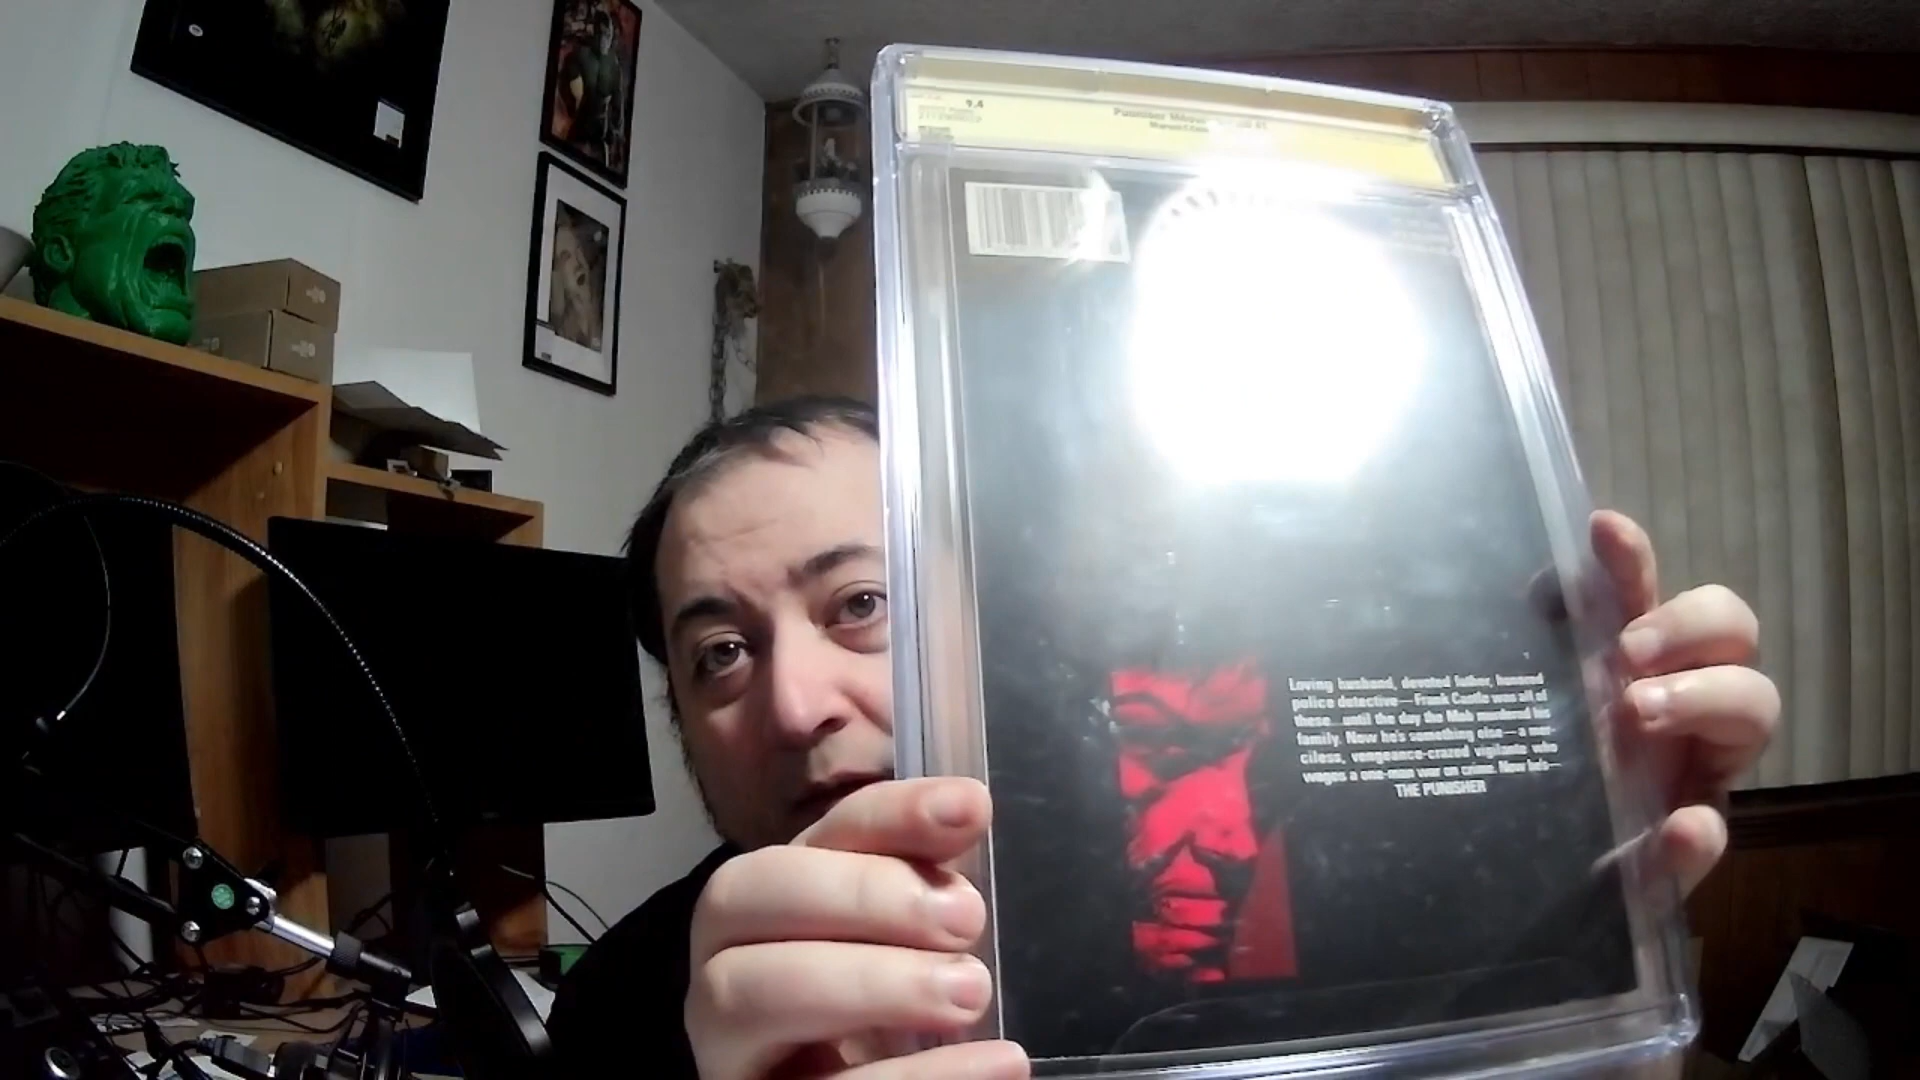 9.4
Punisher
Loving husband, devoted father, honored
police detective—Frank Castle was all of
these...until the day the Mob murdered his
family. Now he's something else—a mer-
ciless, vengeance-crazed vigilante who
wages a one-man war on crime. Now he's—
THE PUNISHER